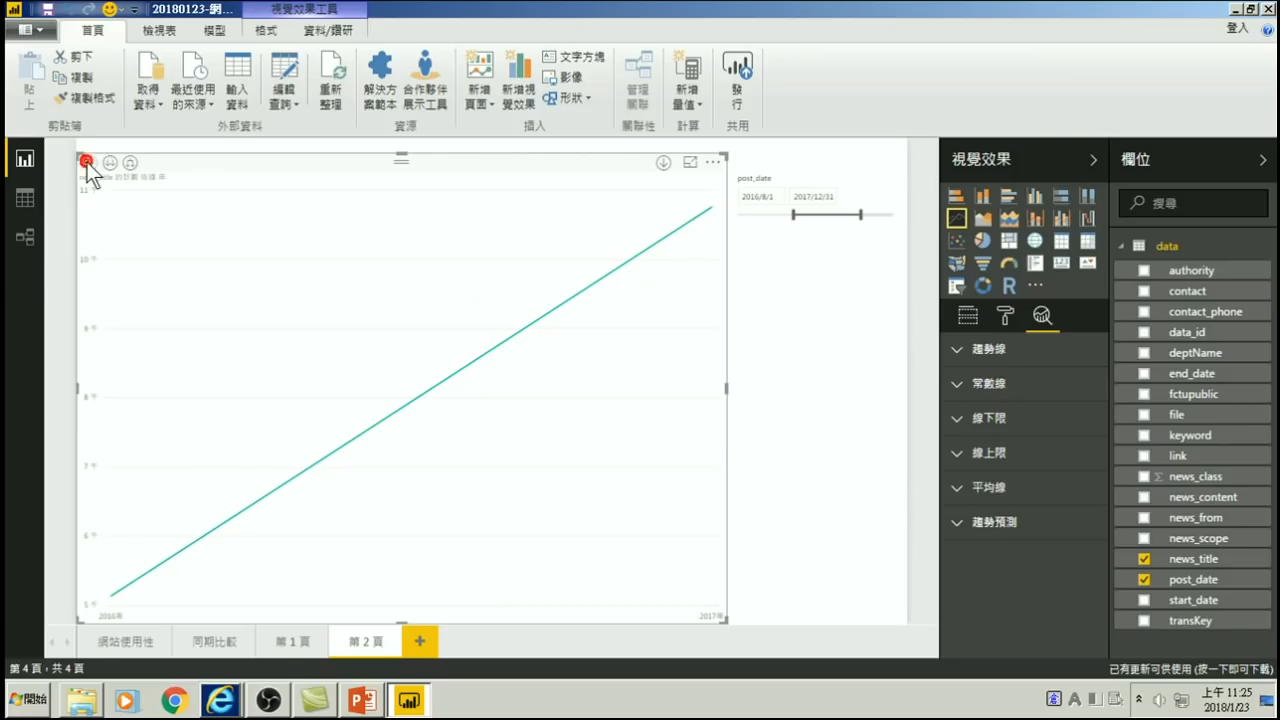 20180123-網...
視覺效果工具
首頁
檢視表
模型
格式
資料/鑽研
登入
貼上
剪下
複製
複製格式
剪貼簿
取得資料
最近使用的來源
輸入資料
編輯查詢
重新整理
外部資料
解決方案範本
合作夥伴展示工具
資源
新增頁面
新增視覺效果
文字方塊
影像
形狀
插入
管理關聯
關聯性
新增量值
計算
發行
共用
11 千
10 千
9 千
8 千
7 千
6 千
5 千
2016年
2017年
post_date
2016/8/1
2017/12/31
視覺效果
趨勢線
常數線
線下限
線上限
平均線
趨勢預測
欄位
搜尋
data
authority
contact
contact_phone
data_id
deptName
end_date
fctupublic
file
keyword
link
news_class
news_content
news_from
news_scope
news_title
post_date
start_date
transKey
網站使用性
同期比較
第 1 頁
第 2 頁
第 4 頁，共 4 頁
已有更新可供使用 (按一下即可下載)
開始
上午 11:25
2018/1/23